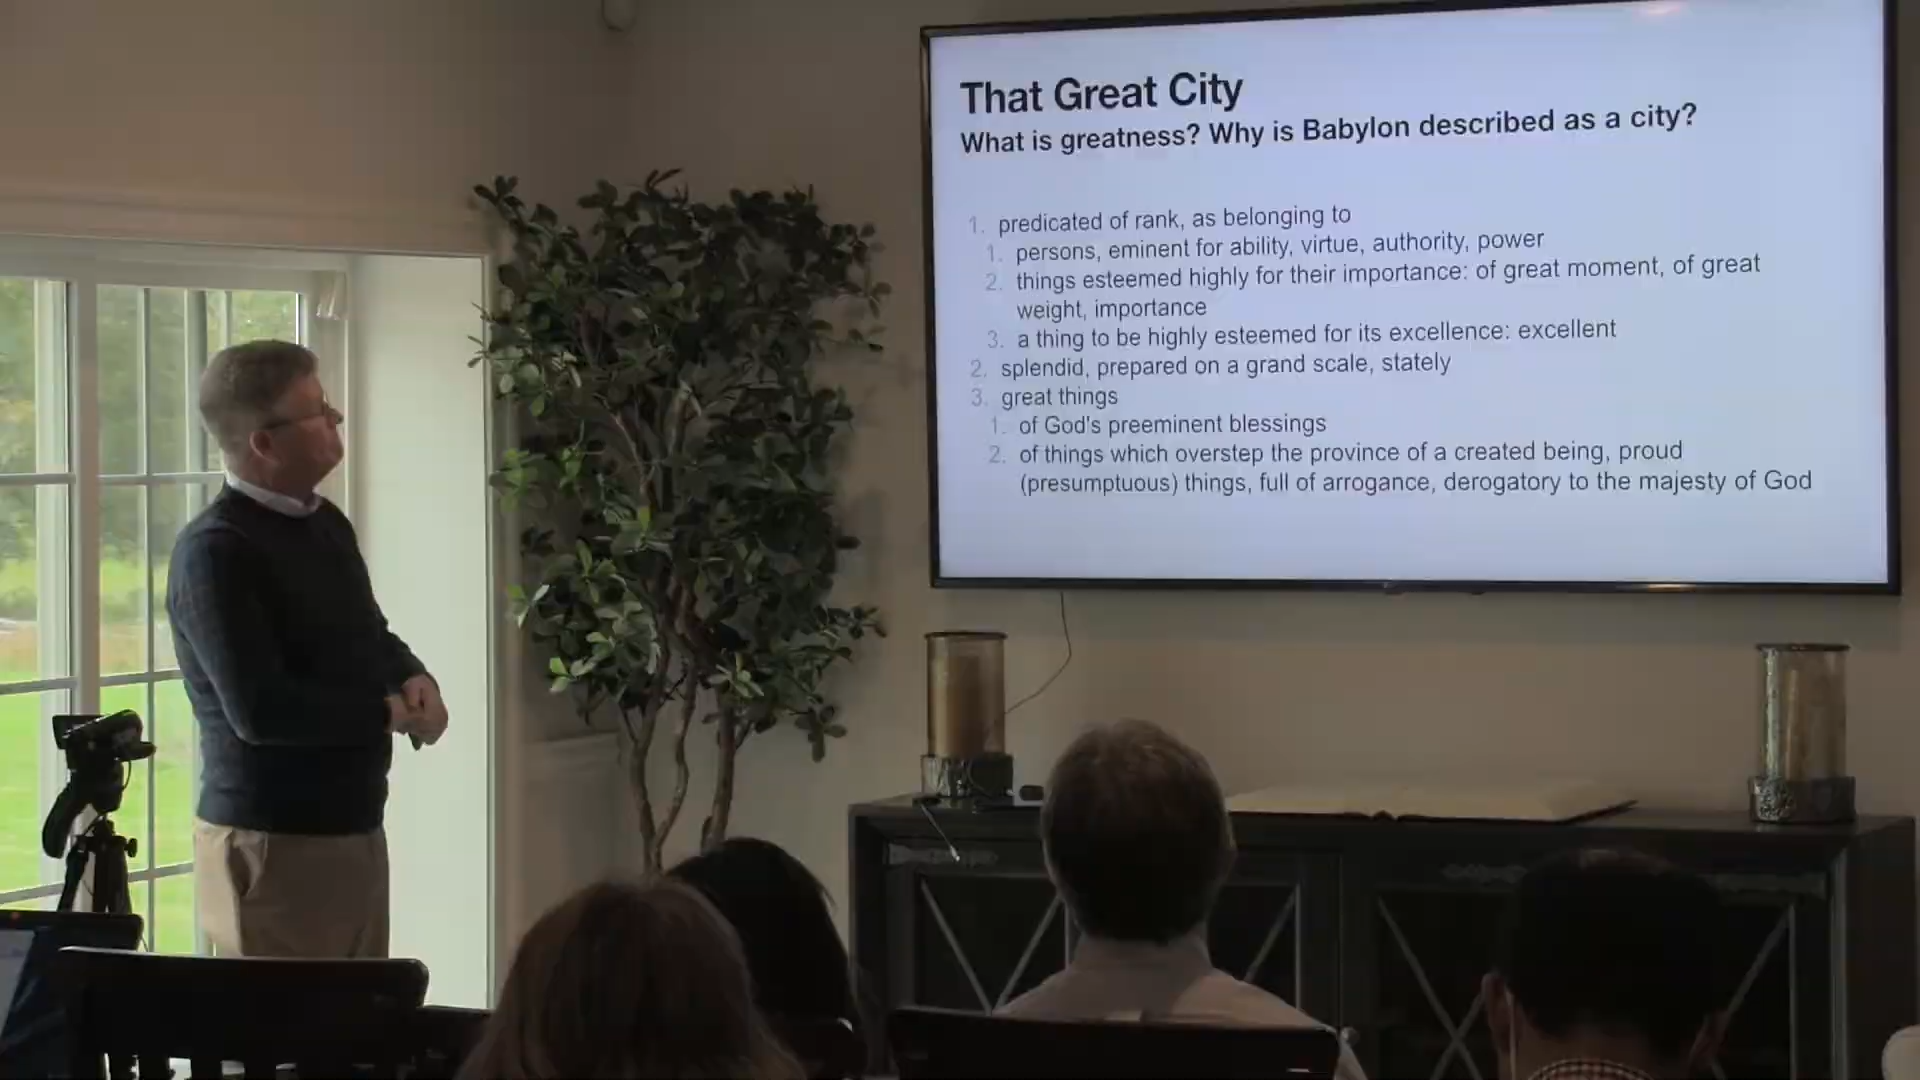 That Great City
What is greatness? Why is Babylon described as a city?
1. predicated of rank, as belonging to
1. persons, eminent for ability, virtue, authority, power
2. things esteemed highly for their importance: of great moment, of great
weight, importance
3. a thing to be highly esteemed for its excellence: excellent
2. splendid, prepared on a grand scale, stately
3. great things
1. of God's preeminent blessings
2. of things which overstep the province of a created being, proud
(presumptuous) things, full of arrogance, derogatory to the majesty of God